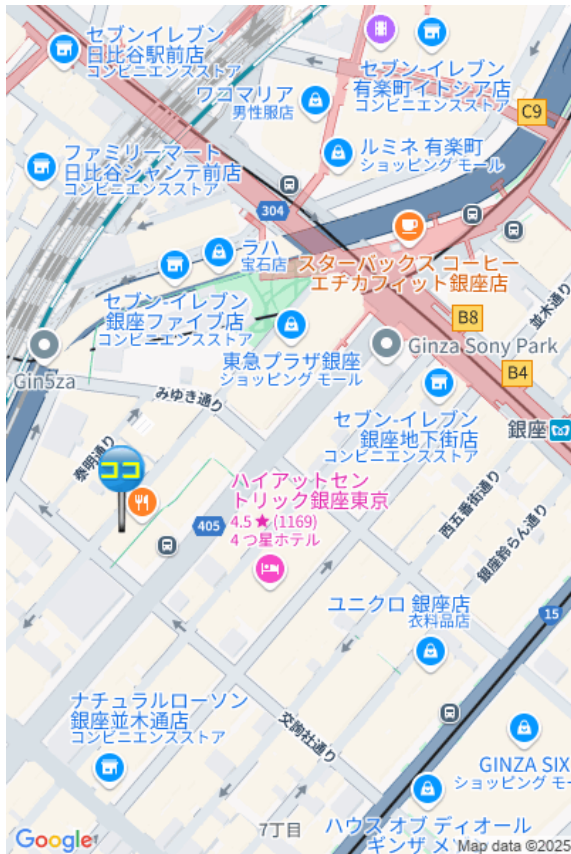 セブンイレブン
日比谷駅前店
コンビニエンスストア
セブン-イレブン
有楽町イトシア店
コンビニエンスストア
ワコマリア
男性服店
C9
ルミネ 有楽町
ショッピング モール
ファミリーマート
日比谷シャンテ前店
コンビニエンスストア
304
ラハ
宝石店
スターバックス コーヒー
エチカフィット銀座店
セブン-イレブン
銀座ファイブ店
コンビニエンスストア
並木通り
B8
東急プラザ銀座
ショッピング モール
Ginza Sony Park
Gin5za
B4
みゆき通り
セブン-イレブン
銀座地下街店
コンビニエンスストア
銀座
泰明通り
ココ
ハイアットセン
トリック銀座東京
4.5★(1169)
4 つ星ホテル
405
西五番街通り
銀座鈴らん通り
ユニクロ 銀座店
衣料品店
15
ナチュラルローソン
銀座並木通店
コンビニエンスストア
交詢社通り
GINZA SIX
ショッピング モー
7丁目
ハウス オブ ディオール
ギンザ メ
Google
Map data ©2025